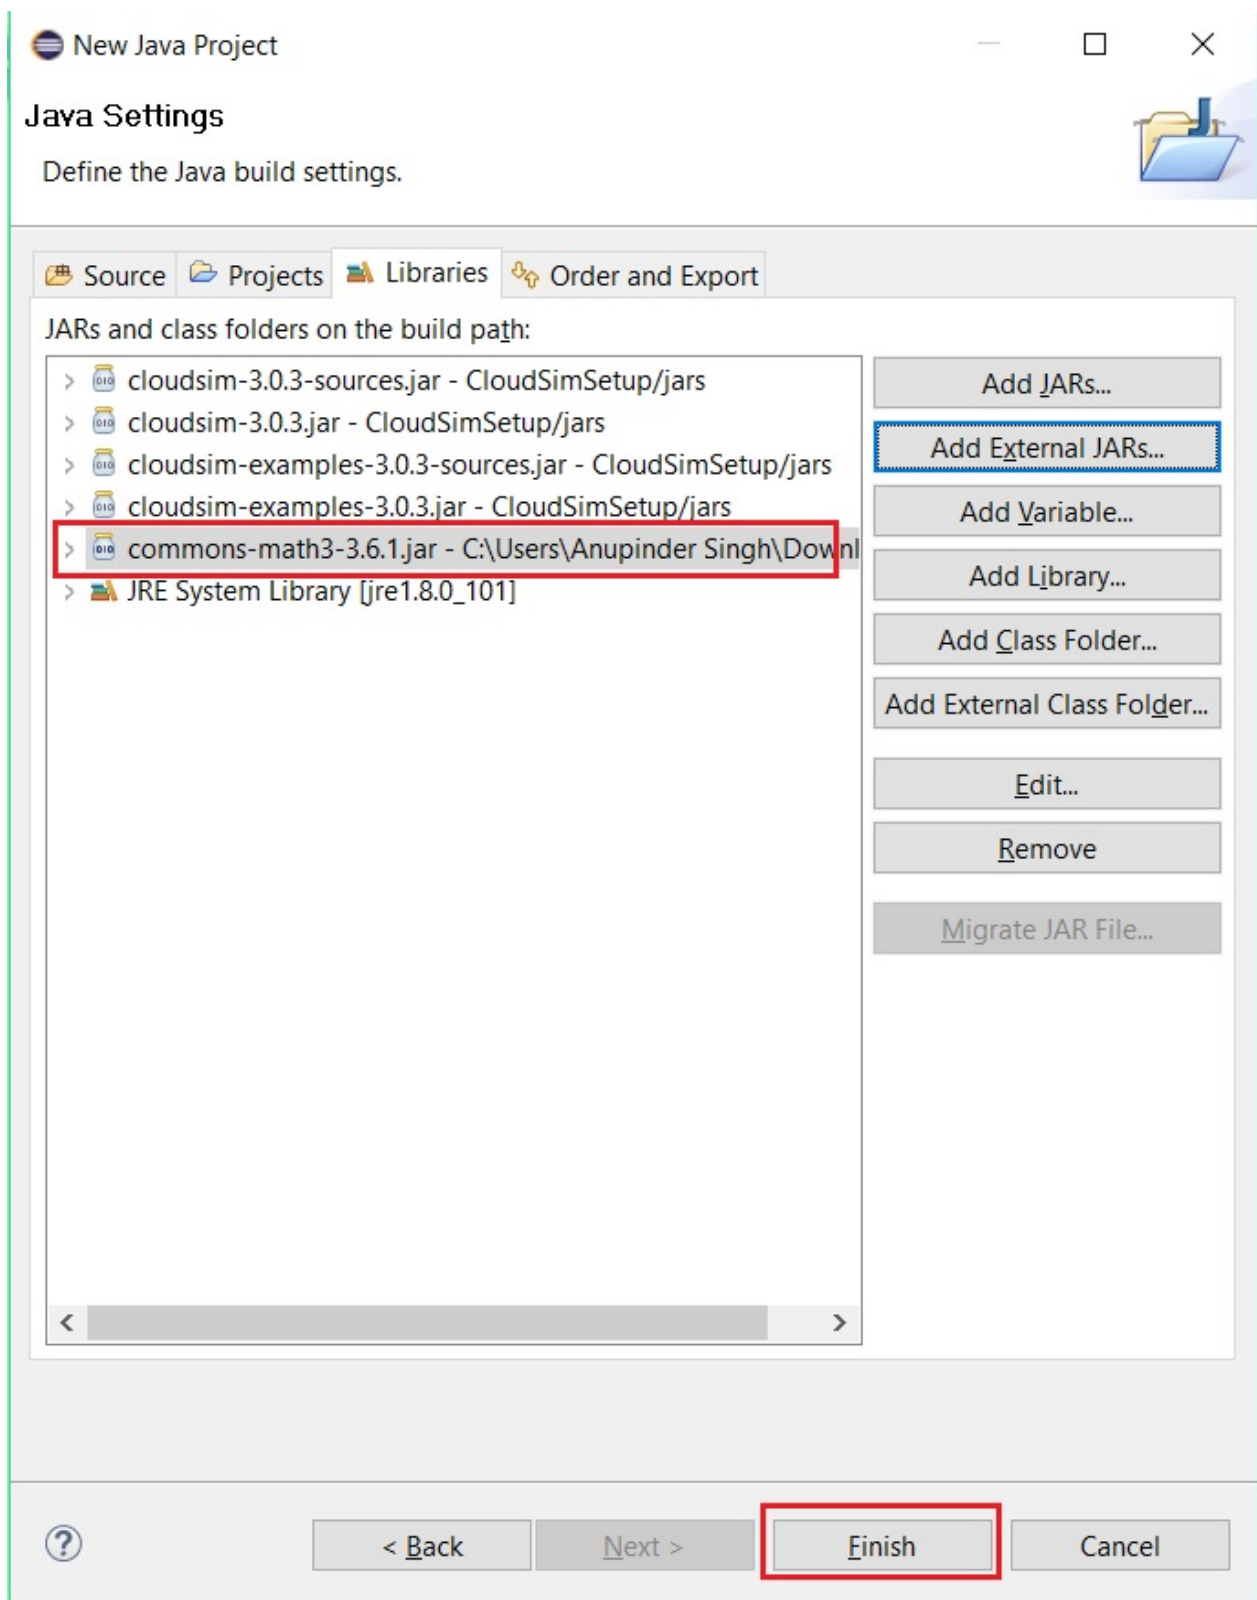 New Java Project
Java Settings
Define the Java build settings.
Source Projects Libraries Order and Export
JARs and class folders on the build path:
cloudsim-3.0.3-sources.jar - CloudSimSetup/jars
cloudsim-3.0.3.jar - CloudSimSetup/jars
cloudsim-examples-3.0.3-sources.jar - CloudSimSetup/jars
cloudsim-examples-3.0.3.jar - CloudSimSetup/jars
commons-math3-3.6.1.jar - C:\Users\Anupinder Singh\Downl
JRE System Library [jre1.8.0_101]
Add JARs...
Add External JARs...
Add Variable...
Add Library...
Add Class Folder...
Add External Class Folder...
Edit...
Remove
Migrate JAR File...
? < Back Next > Finish Cancel